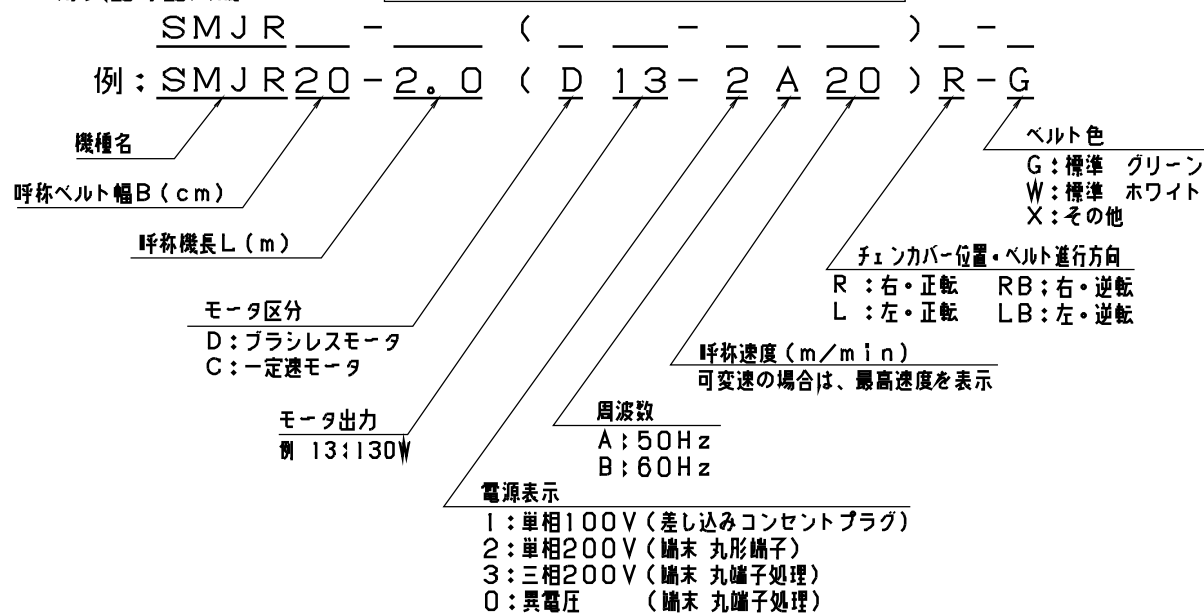 SMJR__-___(_ __-_ _ __)_-_
例：SMJR20-2.0(D13-2A20)R-G
機種名
呼称ベルト幅B(cm)
呼称機長L(m)
モータ区分
D：ブラシレスモータ
C：一定速モータ
モータ出力
例 13：130W
電源表示
1：単相100V(差し込みコンセントプラグ)
2：単相200V(端末 丸形端子)
3：三相200V(端末 丸端子処理)
0：異電圧 (端末 丸端子処理)
周波数
A：50Hz
B：60Hz
呼称速度(m/min)
可変速の場合は、最高速度を表示
チェンカバー位置・ベルト進行方向
R：右・正転 RB：右・逆転
L：左・正転 LB：左・逆転
ベルト色
G：標準 グリーン
W：標準 ホワイト
X：その他